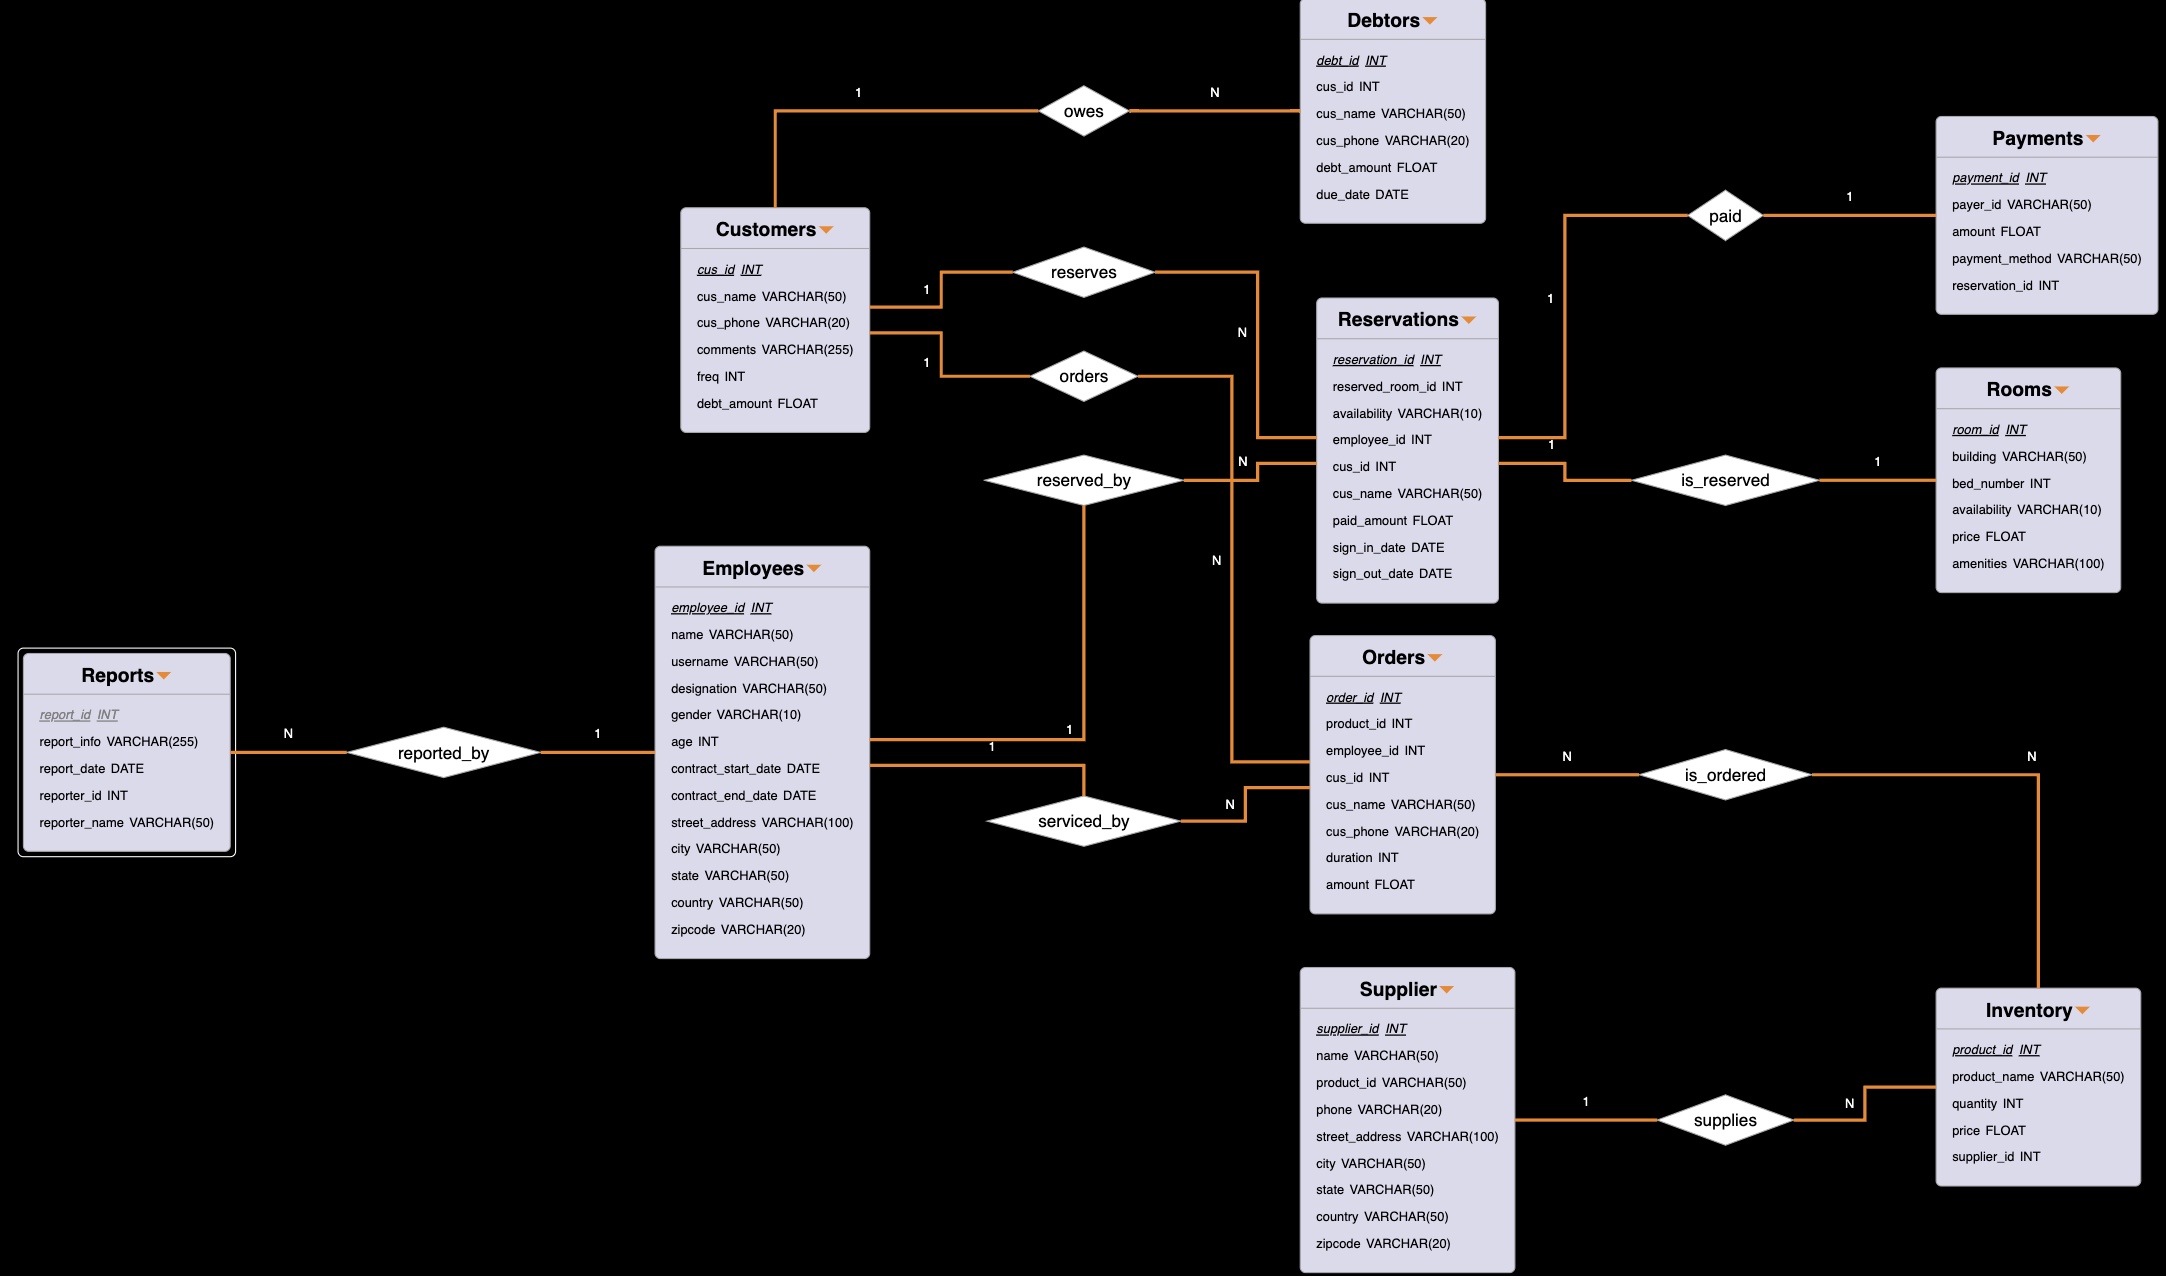 Debtors
debt_id INT
cus_id INT
cus_name VARCHAR(50)
cus_phone VARCHAR(20)
debt_amount FLOAT
due_date DATE
1
owes
N
Payments
payment_id INT
payer_id VARCHAR(50)
amount FLOAT
payment_method VARCHAR(50)
reservation_id INT
paid
1
1
Customers
cus_id INT
cus_name VARCHAR(50)
cus_phone VARCHAR(20)
comments VARCHAR(255)
freq INT
debt_amount FLOAT
1
reserves
N
1
orders
N
Reservations
reservation_id INT
reserved_room_id INT
availability VARCHAR(10)
employee_id INT
cus_id INT
cus_name VARCHAR(50)
paid_amount FLOAT
sign_in_date DATE
sign_out_date DATE
1
is_reserved
1
Rooms
room_id INT
building VARCHAR(50)
bed_number INT
availability VARCHAR(10)
price FLOAT
amenities VARCHAR(100)
reserved_by
N
1
Employees
employee_id INT
name VARCHAR(50)
username VARCHAR(50)
designation VARCHAR(50)
gender VARCHAR(10)
age INT
contract_start_date DATE
contract_end_date DATE
street_address VARCHAR(100)
city VARCHAR(50)
state VARCHAR(50)
country VARCHAR(50)
zipcode VARCHAR(20)
Reports
report_id INT
report_info VARCHAR(255)
report_date DATE
reporter_id INT
reporter_name VARCHAR(50)
N
reported_by
1
1
serviced_by
N
Orders
order_id INT
product_id INT
employee_id INT
cus_id INT
cus_name VARCHAR(50)
cus_phone VARCHAR(20)
duration INT
amount FLOAT
N
is_ordered
N
Supplier
supplier_id INT
name VARCHAR(50)
product_id VARCHAR(50)
phone VARCHAR(20)
street_address VARCHAR(100)
city VARCHAR(50)
state VARCHAR(50)
country VARCHAR(50)
zipcode VARCHAR(20)
1
supplies
N
Inventory
product_id INT
product_name VARCHAR(50)
quantity INT
price FLOAT
supplier_id INT